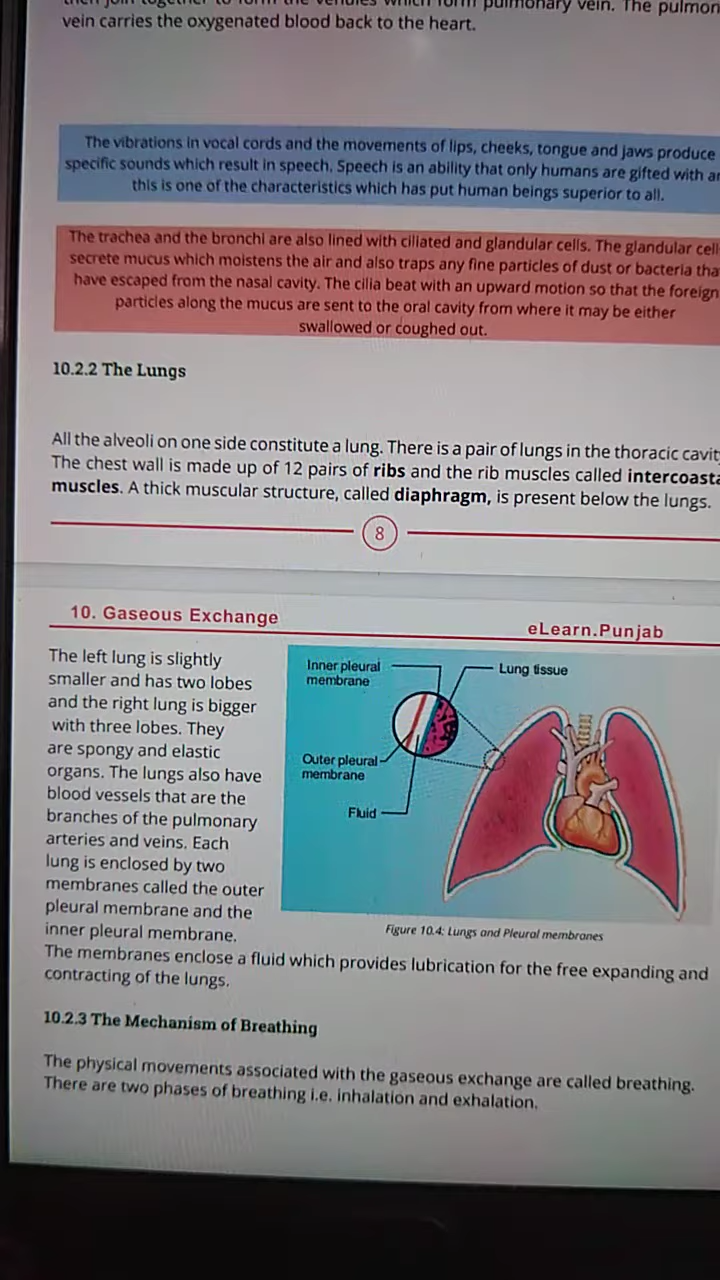 then join together to form the venules which form pulmonary vein. The
vein carries the oxygenated blood back to the heart.
The vibrations in vocal cords and the movements of lips, cheeks, tongue and jaws produce
specific sounds which result in speech. Speech is an ability that only humans are gifted with
this is one of the characteristics which has put human beings superior to all.
The trachea and the bronchi are also lined with ciliated and glandular cell
secrete mucus which moistens the air and also traps any fine particles of dust or bacteria tha
have escaped from the nasal cavity. The cilia beat with an upward motion so that the foreign
particles along the mucus are sent to the oral cavity from where it may be either
swallowed or coughed out.
10.2.2 The Lungs
All the alveoli on one side constitute a lung. There is a pair of lungs in the thoracic cavit
The chest wall is made up of 12 pairs of ribs and the rib muscles called intercoasta
muscles. A thick muscular structure, called diaphragm, is present below the lungs.
8
10. Gaseous Exchange
eLearn.Punjab
The left lung is slightly
smaller and has two lobes
and the right lung is bigger
with three lobes. They
are spongy and elastic
organs. The lungs also have
blood vessels that are the
branches of the pulmonary
arteries and veins. Each
lung is enclosed by two
membranes called the outer
pleural membrane and the
inner pleural membrane.
Inner pleural
membrane
Lung tissue
Outer pleural
membrane
Fluid
Figure 10.4: Lungs and Pleural membranes
The membranes enclose a fluid which provides lubrication for the free expanding and
contracting of the lungs.
10.2.3 The Mechanism of Breathing
The physical movements associated with the gaseous exchange are called breathing.
There are two phases of breathing i.e. inhalation and exhalation.